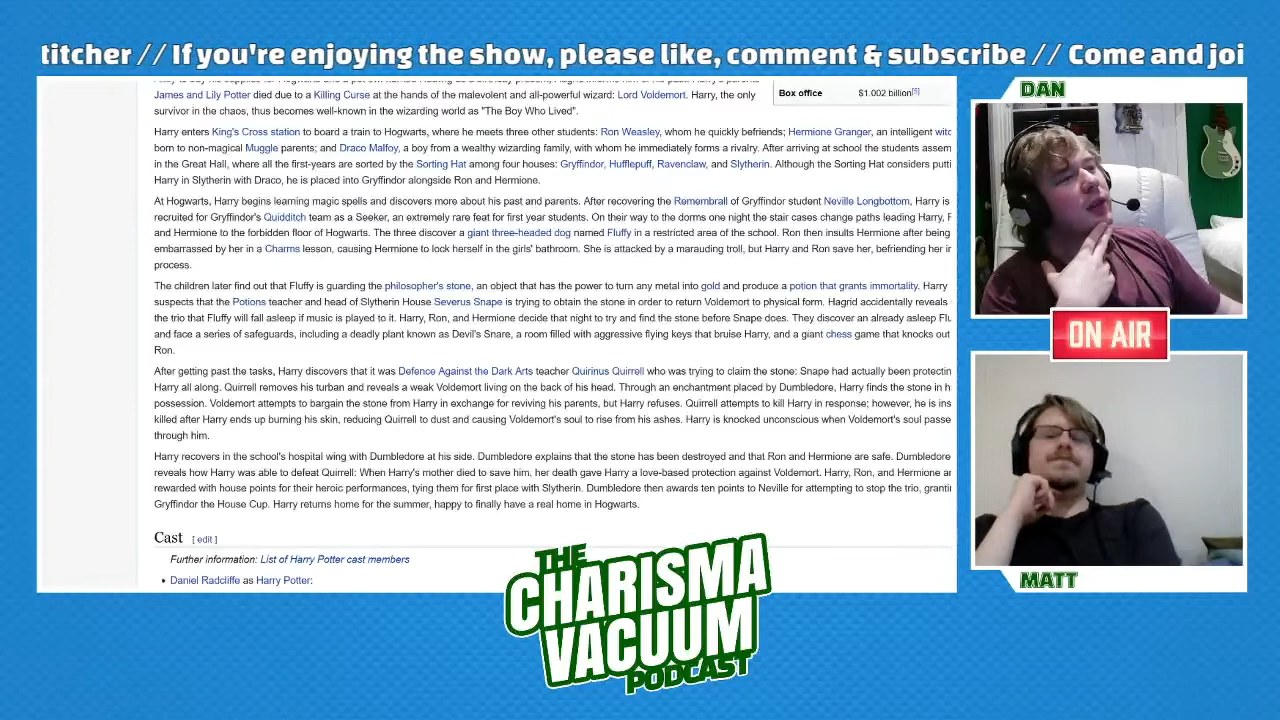 titcher // If you're enjoying the show, please like, comment & subscribe // Come and joi
James and Lily Potter died due to a Killing Curse at the hands of the malevolent and all-powerful wizard: Lord Voldemort. Harry, the only
survivor in the chaos, thus becomes well-known in the wizarding world as "The Boy Who Lived".
Box office $1.002 billion[5]
Harry enters King's Cross station to board a train to Hogwarts, where he meets three other students: Ron Weasley, whom he quickly befriends; Hermione Granger, an intelligent witc
born to non-magical Muggle parents; and Draco Malfoy, a boy from a wealthy wizarding family, with whom he immediately forms a rivalry. After arriving at school the students assem
in the Great Hall, where all the first-years are sorted by the Sorting Hat among four houses: Gryffindor, Hufflepuff, Ravenclaw, and Slytherin. Although the Sorting Hat considers putti
Harry in Slytherin with Draco, he is placed into Gryffindor alongside Ron and Hermione.
At Hogwarts, Harry begins learning magic spells and discovers more about his past and parents. After recovering the Remembrall of Gryffindor student Neville Longbottom, Harry is
recruited for Gryffindor's Quidditch team as a Seeker, an extremely rare feat for first year students. On their way to the dorms one night the stair cases change paths leading Harry, F
and Hermione to the forbidden floor of Hogwarts. The three discover a giant three-headed dog named Fluffy in a restricted area of the school. Ron then insults Hermione after being
embarrassed by her in a Charms lesson, causing Hermione to lock herself in the girls' bathroom. She is attacked by a marauding troll, but Harry and Ron save her, befriending her ir
process.
The children later find out that Fluffy is guarding the philosopher's stone, an object that has the power to turn any metal into gold and produce a potion that grants immortality. Harry
suspects that the Potions teacher and head of Slytherin House Severus Snape is trying to obtain the stone in order to return Voldemort to physical form. Hagrid accidentally reveals
the trio that Fluffy will fall asleep if music is played to it. Harry, Ron, and Hermione decide that night to try and find the stone before Snape does. They discover an already asleep Flu
and face a series of safeguards, including a deadly plant known as Devil's Snare, a room filled with aggressive flying keys that bruise Harry, and a giant chess game that knocks out
Ron.
After getting past the tasks, Harry discovers that it was Defence Against the Dark Arts teacher Quirinus Quirrell who was trying to claim the stone: Snape had actually been protectin
Harry all along. Quirrell removes his turban and reveals a weak Voldemort living on the back of his head. Through an enchantment placed by Dumbledore, Harry finds the stone in h
possession. Voldemort attempts to bargain the stone from Harry in exchange for reviving his parents, but Harry refuses. Quirrell attempts to kill Harry in response; however, he is ins
killed after Harry ends up burning his skin, reducing Quirrell to dust and causing Voldemort's soul to rise from his ashes. Harry is knocked unconscious when Voldemort's soul passe
through him.
Harry recovers in the school's hospital wing with Dumbledore at his side. Dumbledore explains that the stone has been destroyed and that Ron and Hermione are safe. Dumbledore
reveals how Harry was able to defeat Quirrell: When Harry's mother died to save him, her death gave Harry a love-based protection against Voldemort. Harry, Ron, and Hermione ar
rewarded with house points for their heroic performances, tying them for first place with Slytherin. Dumbledore then awards ten points to Neville for attempting to stop the trio, granti
Gryffindor the House Cup. Harry returns home for the summer, happy to finally have a real home in Hogwarts.
Cast [ edit ]
Further information: List of Harry Potter cast members
• Daniel Radcliffe as Harry Potter:
DAN
ON AIR
MATT
THE
CHARISMA
VACUUM
PODCAST